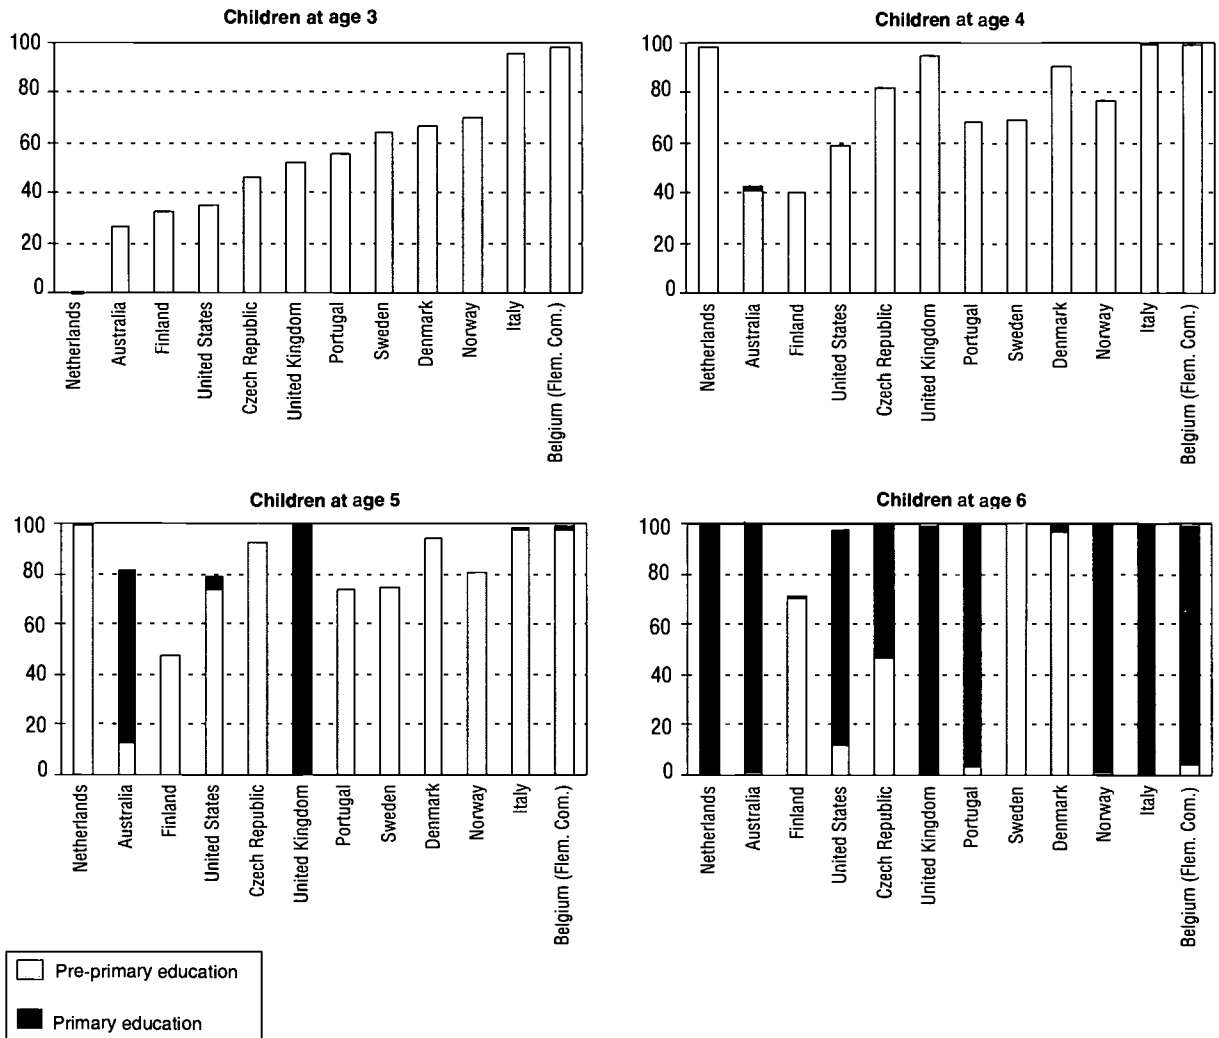 Children at age 3
100
80
60
40
20
0
Netherlands
Australia
Finland
United States
Czech Republic
United Kingdom
Portugal
Sweden
Denmark
Norway
Italy
Belgium (Flem. Com.)
Children at age 4
100
80
60
40
20
0
Netherlands
Australia
Finland
United States
Czech Republic
United Kingdom
Portugal
Sweden
Denmark
Norway
Italy
Belgium (Flem. Com.)
Children at age 5
100
80
60
40
20
0
Netherlands
Australia
Finland
United States
Czech Republic
United Kingdom
Portugal
Sweden
Denmark
Norway
Italy
Belgium (Flem. Com.)
Children at age 6
100
80
60
40
20
0
Netherlands
Australia
Finland
United States
Czech Republic
United Kingdom
Portugal
Sweden
Denmark
Norway
Italy
Belgium (Flem. Com.)
Pre-primary education
Primary education